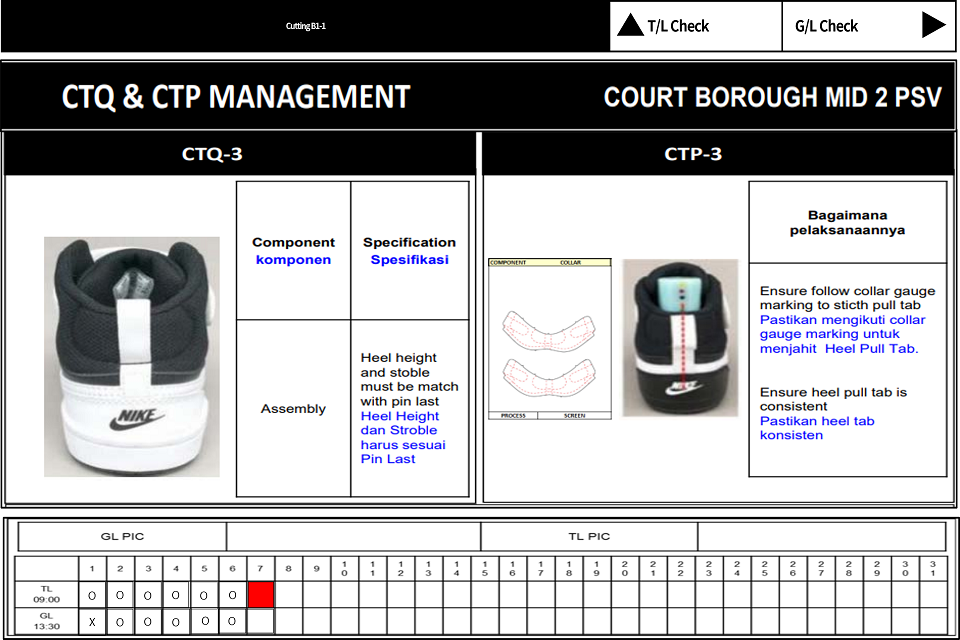 Cutting B1-1
T/L Check
G/L Check
CTQ & CTP MANAGEMENT
COURT BOROUGH MID 2 PSV
CTQ-3
CTP-3
NIKE
Component
komponen
Specification
Spesifikasi
Assembly
Heel height
and stoble
must be match
with pin last
Heel Height
dan Stroble
harus sesuai
Pin Last
COMPONENT COLLAR
PROCESS SCREEN
NIKE
Bagaimana
pelaksanaannya
Ensure follow collar gauge
marking to sticth pull tab
Pastikan mengikuti collar
gauge marking untuk
menjahit Heel Pull Tab.
Ensure heel pull tab is
consistent
Pastikan heel tab
konsisten
GL PIC TL PIC
1 2 3 4 5 6 7 8 9 10 11 12 13 14 15 16 17 18 19 20 21 22 23 24 25 26 27 28 29 30 31
TL
09:00
O O O O O O
GL
13:30
X O O O O O